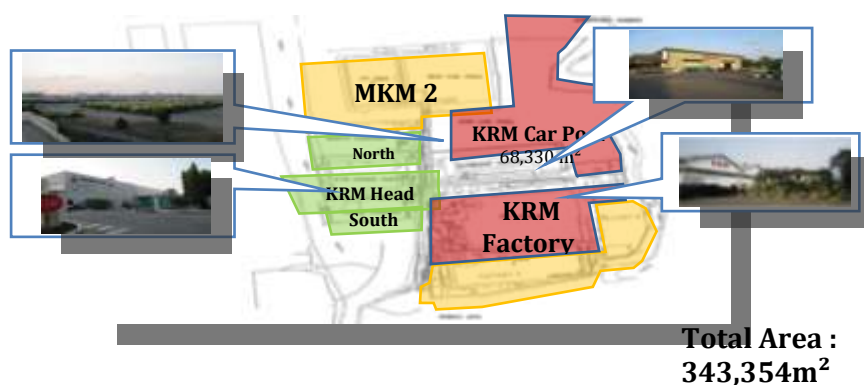 MKM 2
KRM Car Po
68,330 m²
North
KRM Head
South
KRM
Factory
Total Area :
343,354m²